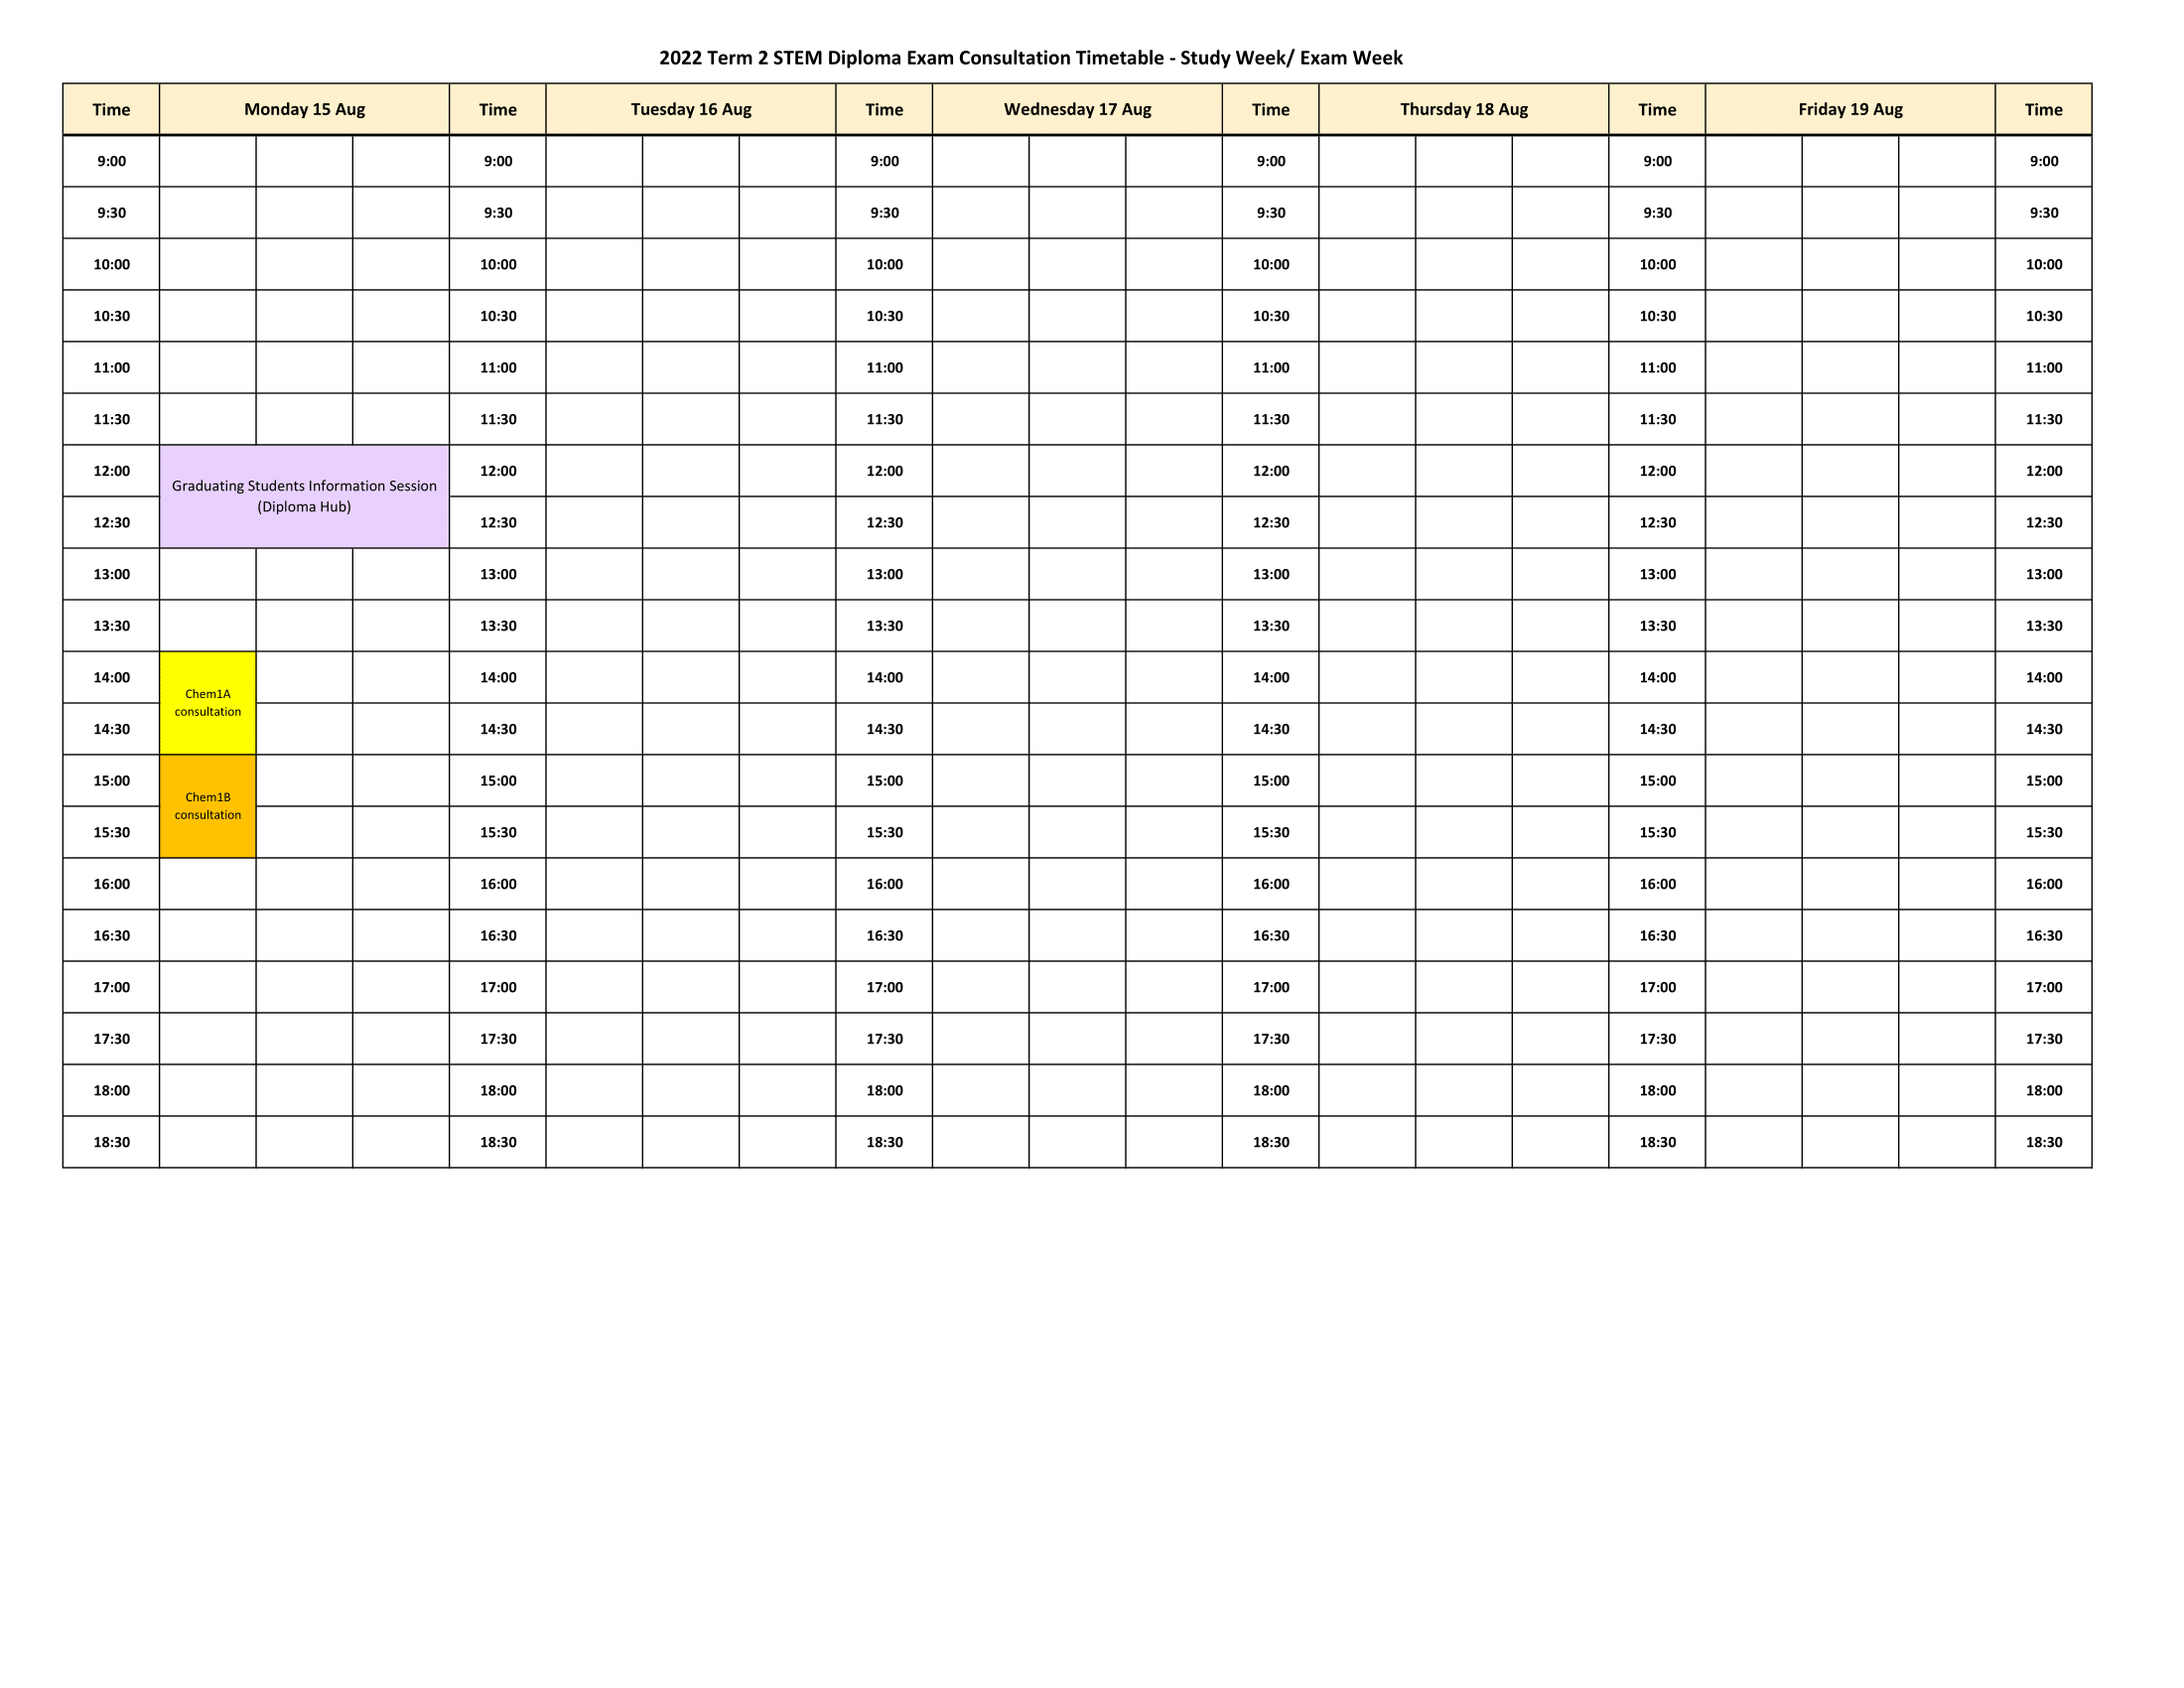 2022 Term 2 STEM Diploma Exam Consultation Timetable - Study Week/ Exam Week
Time Monday 15 Aug Time Tuesday 16 Aug Time Wednesday 17 Aug Time Thursday 18 Aug Time Friday 19 Aug Time
9:00 9:00 9:00 9:00 9:00 9:00
9:30 9:30 9:30 9:30 9:30 9:30
10:00 10:00 10:00 10:00 10:00 10:00
10:30 10:30 10:30 10:30 10:30 10:30
11:00 11:00 11:00 11:00 11:00 11:00
11:30 11:30 11:30 11:30 11:30 11:30
12:00 12:00 12:00 12:00 12:00 12:00
Graduating Students Information Session
(Diploma Hub)
12:30 12:30 12:30 12:30 12:30 12:30
13:00 13:00 13:00 13:00 13:00 13:00
13:30 13:30 13:30 13:30 13:30 13:30
14:00 14:00 14:00 14:00 14:00 14:00
Chem1A
consultation
14:30 14:30 14:30 14:30 14:30 14:30
15:00 15:00 15:00 15:00 15:00 15:00
Chem1B
consultation
15:30 15:30 15:30 15:30 15:30 15:30
16:00 16:00 16:00 16:00 16:00 16:00
16:30 16:30 16:30 16:30 16:30 16:30
17:00 17:00 17:00 17:00 17:00 17:00
17:30 17:30 17:30 17:30 17:30 17:30
18:00 18:00 18:00 18:00 18:00 18:00
18:30 18:30 18:30 18:30 18:30 18:30